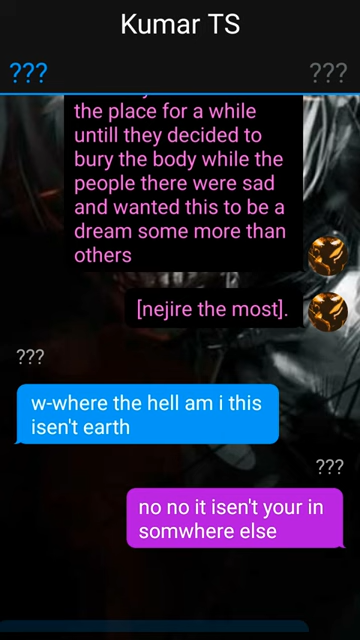 Kumar TS
???
???
the place for a while
untill they decided to
bury the body while the
people there were sad
and wanted this to be a
dream some more than
others
[nejire the most].
???
w-where the hell am i this
isen't earth
???
no no it isen't your in
somwhere else